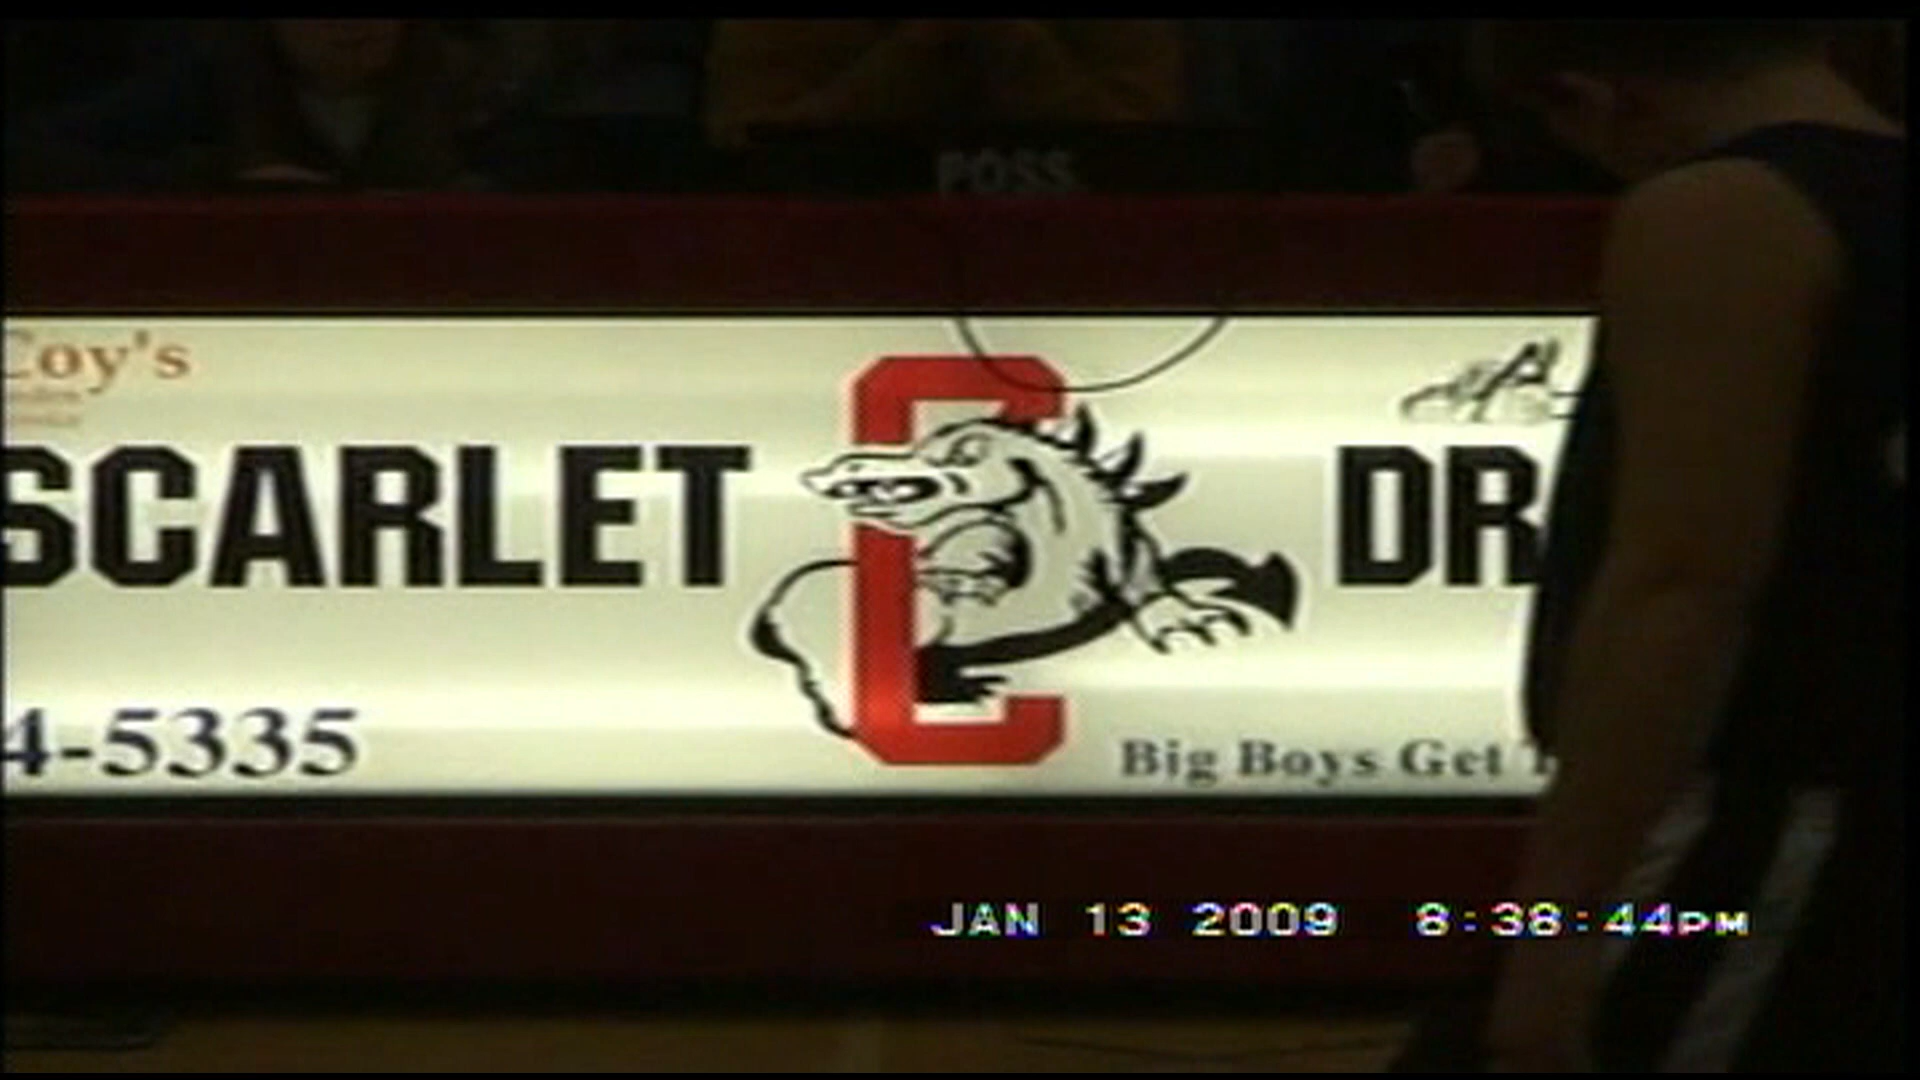 POSS
Coy's
SCARLET C DR
4-5335
Big Boys Get
JAN 13 2009 8:38:44PM